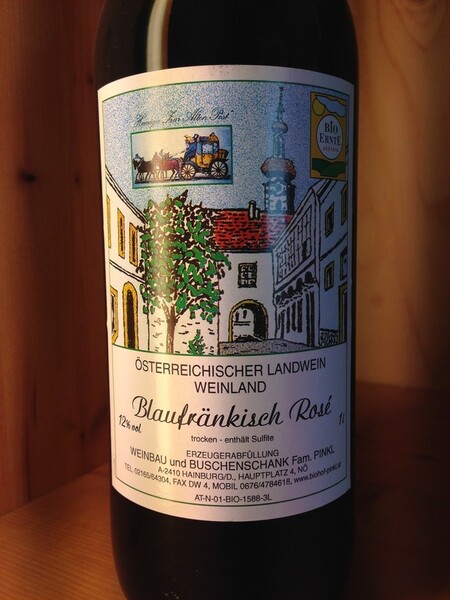 "Heuriger Zur Alten Post"
BIO
ERNTE
AUSTRIA
ÖSTERREICHISCHER LANDWEIN
WEINLAND
Blaufränkisch Rosé
12% vol.
1 l
trocken - enthält Sulfite
ERZEUGERABFÜLLUNG
WEINBAU und BUSCHENSCHANK Fam. PINKL
A-2410 HAINBURG/D., HAUPTPLATZ 4, NÖ
TEL. 02165/64304, FAX DW 4, MOBIL 0676/4784618, www.biohof-pinkl.at
AT-N-01-BIO-1588-3L